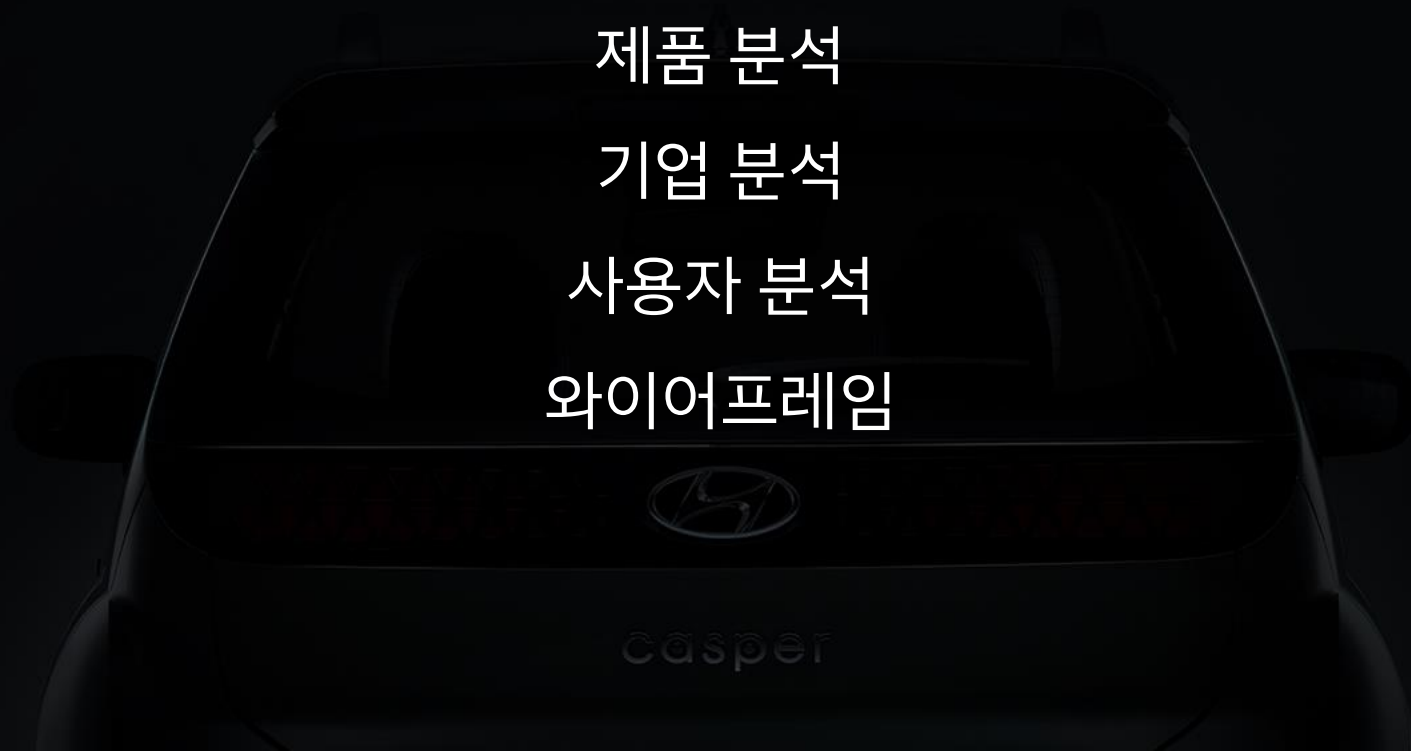 제품 분석
기업 분석
사용자 분석
와이어프레임
casper